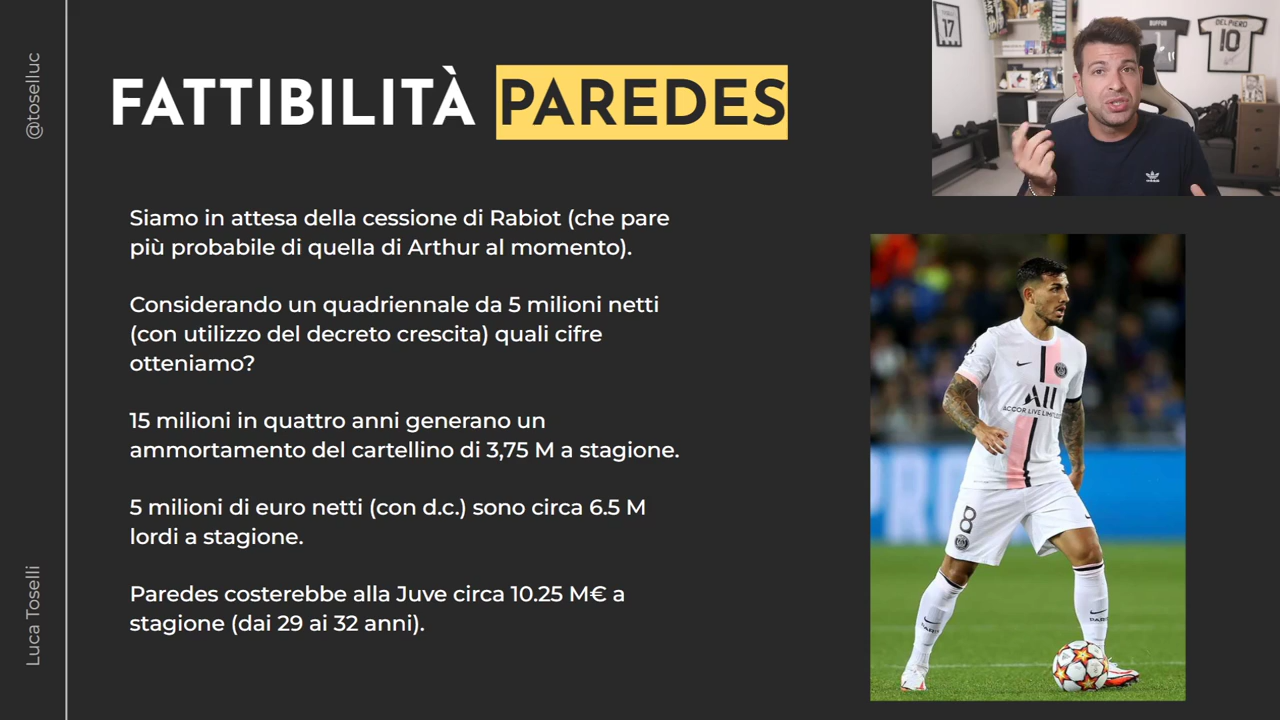 @toselluc
Luca Toselli
FATTIBILITÀ PAREDES
Siamo in attesa della cessione di Rabiot (che pare
più probabile di quella di Arthur al momento).
Considerando un quadriennale da 5 milioni netti
(con utilizzo del decreto crescita) quali cifre
otteniamo?
15 milioni in quattro anni generano un
ammortamento del cartellino di 3,75 M a stagione.
5 milioni di euro netti (con d.c.) sono circa 6.5 M
lordi a stagione.
Paredes costerebbe alla Juve circa 10.25 M€ a
stagione (dai 29 ai 32 anni).
17
BUFFON
DEL PIERO
10
adidas
ALL
ACCOR LIVE LIMITLESS
8